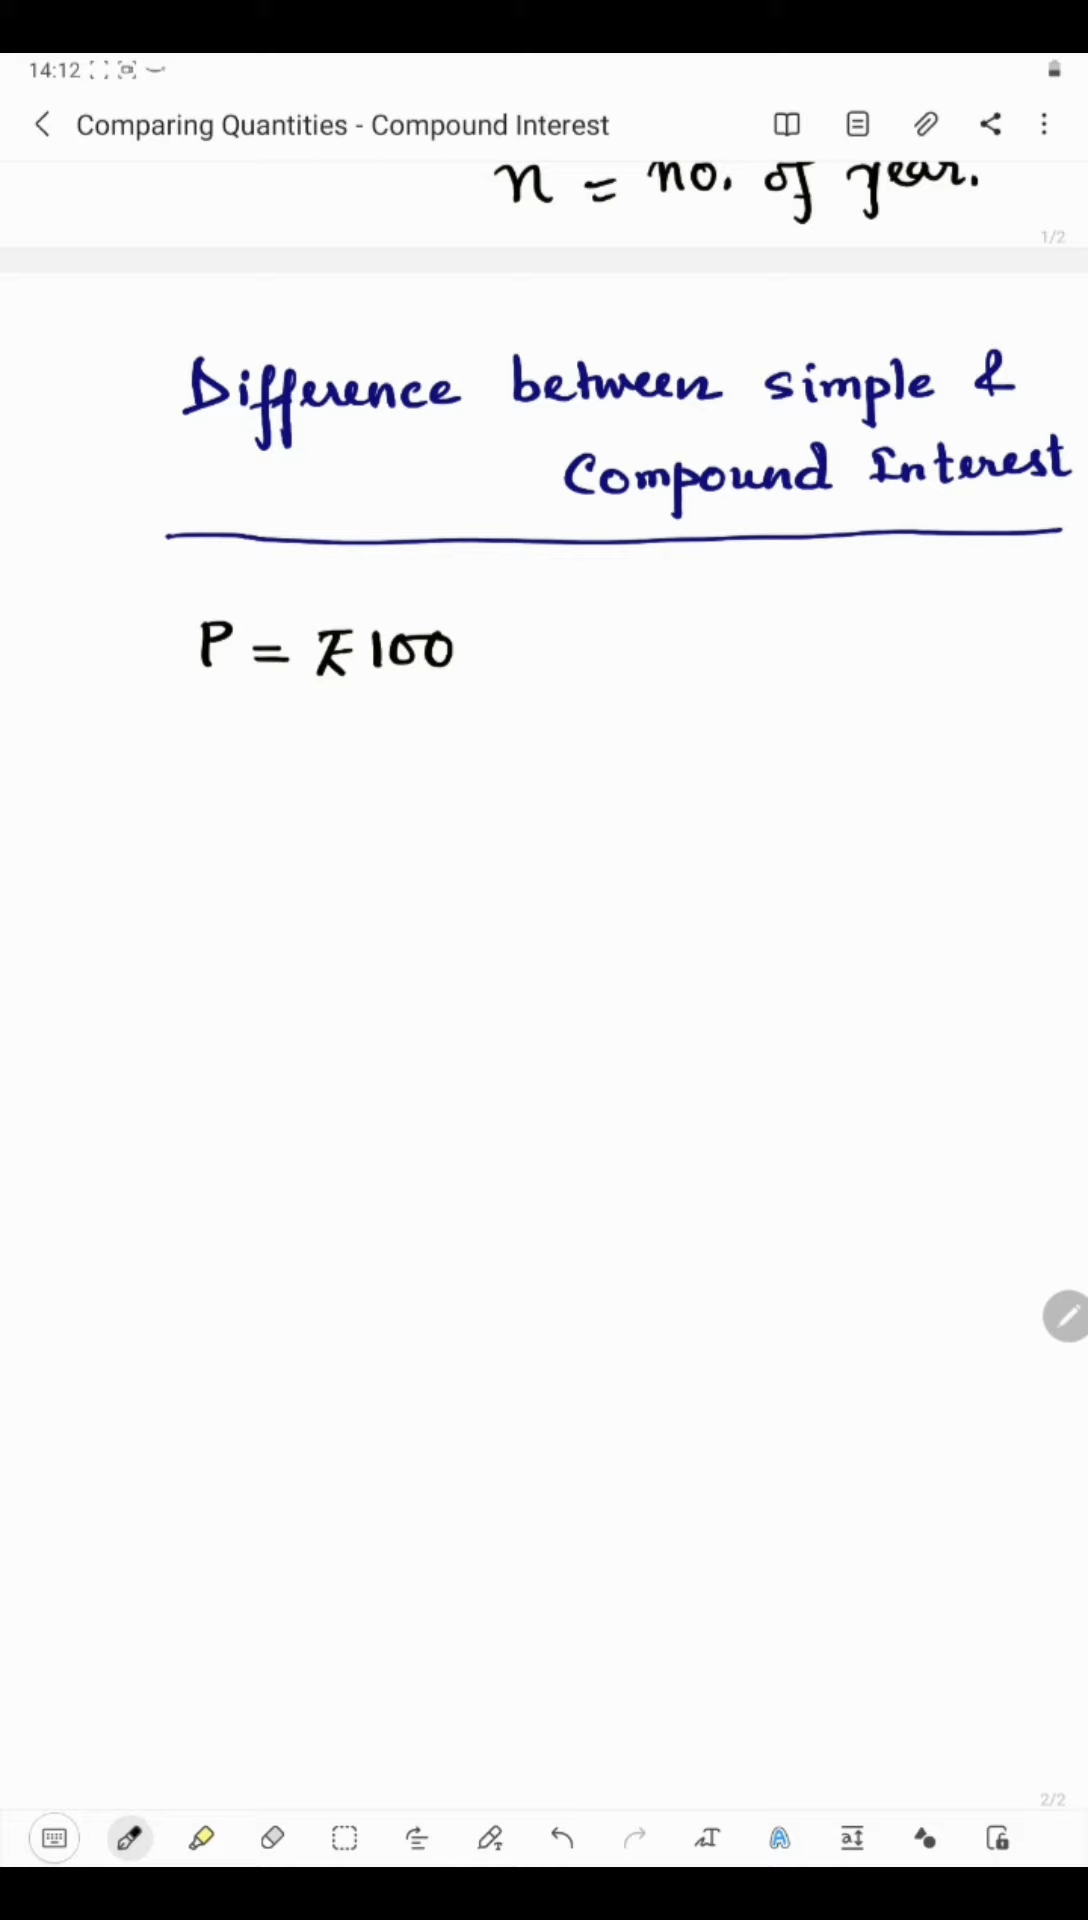 14:12
Comparing Quantities - Compound Interest
n = no. of year.
1/2
Difference between simple &
Compound Interest
P = ₹100
2/2